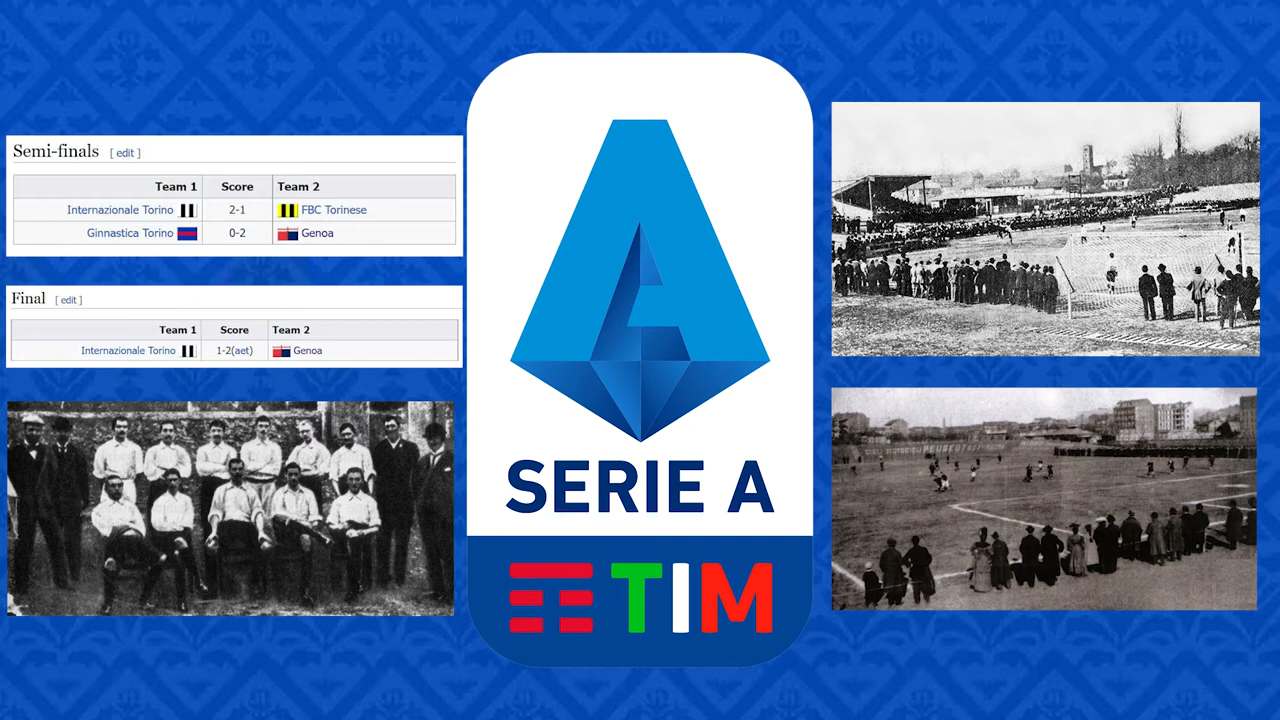 Semi-finals [ edit ]
Team 1 Score Team 2
Internazionale Torino 2-1 FBC Torinese
Ginnastica Torino 0-2 Genoa
Final [ edit ]
Team 1 Score Team 2
Internazionale Torino 1-2(aet) Genoa
SERIE A
TIM